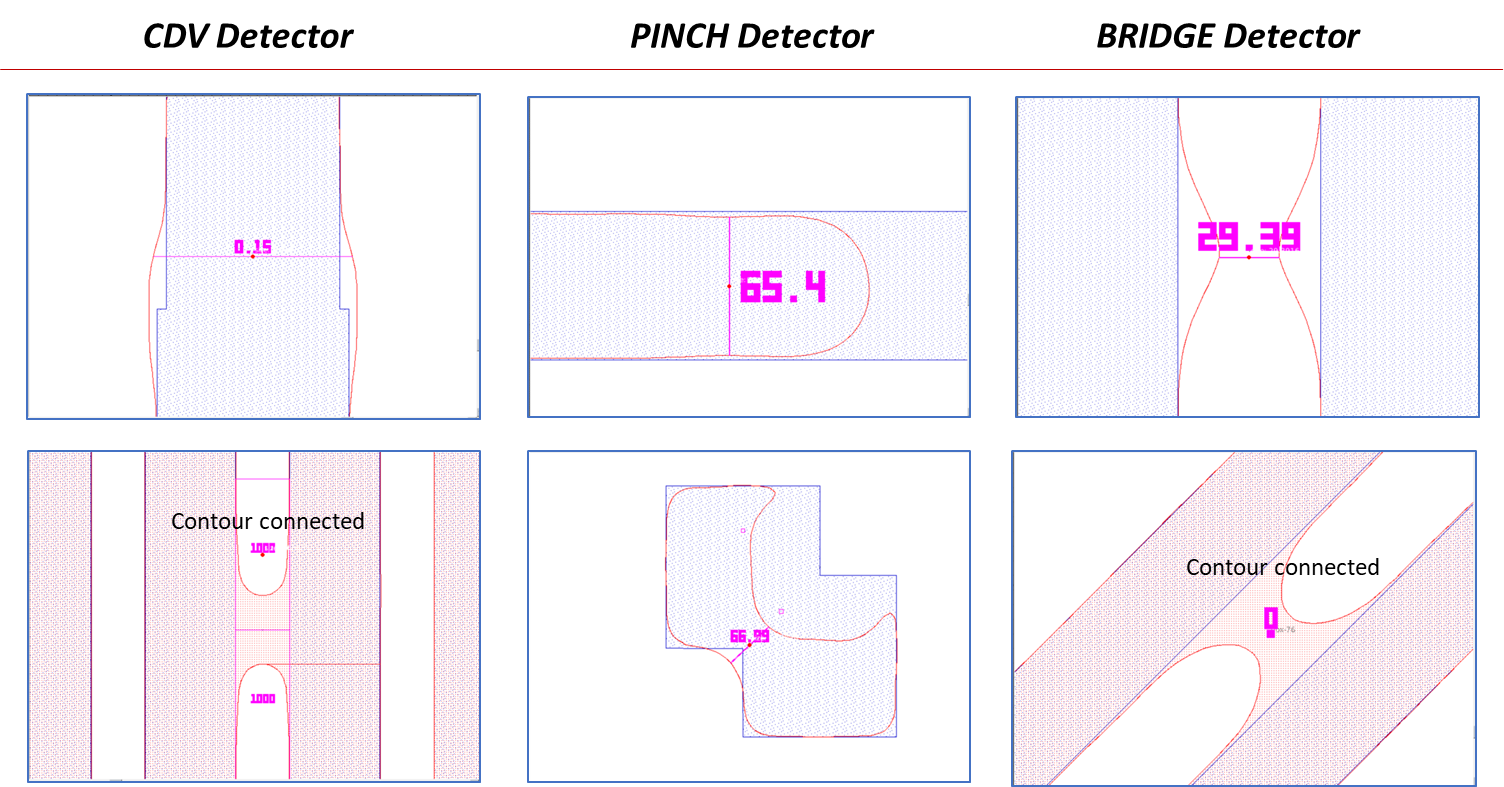 CDV Detector
PINCH Detector
BRIDGE Detector
0.15
65.4
29.39
Contour connected
1000
1000
66.99
Contour connected
0